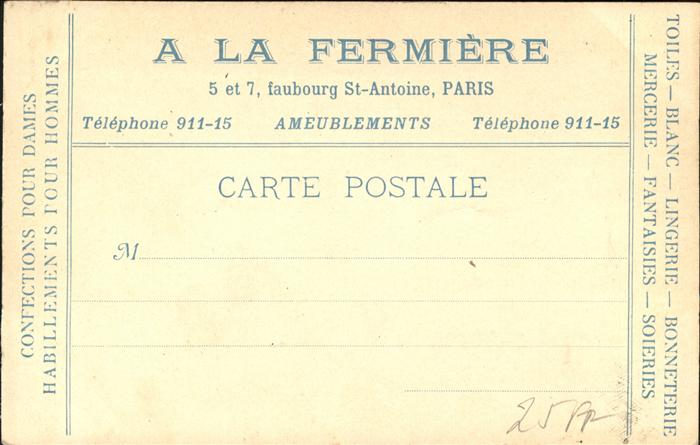 A LA FERMIÈRE
5 et 7, faubourg St-Antoine, PARIS
Téléphone 911-15 AMEUBLEMENTS Téléphone 911-15
CONFECTIONS POUR DAMES
HABILLEMENTS POUR HOMMES
CARTE POSTALE
M
TOILES — BLANC — LINGERIE — BONNETERIE
MERCERIE — FANTAISIES — SOIERIES
25